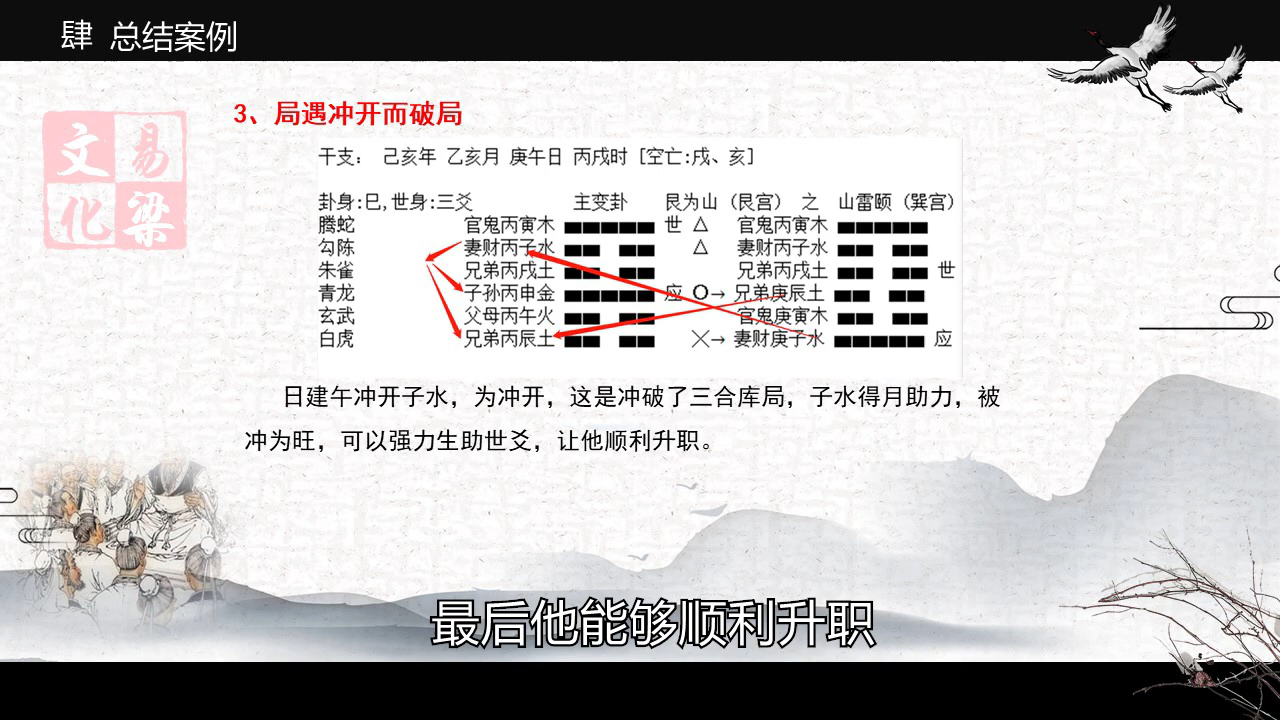 肆 总结案例
易梁
文化
3、局遇冲开而破局
干支： 己亥年 乙亥月 庚午日 丙戌时 [空亡:戌、亥]
卦身:巳,世身:三爻 主变卦 艮为山（艮宫） 之 山雷颐（巽宫）
腾蛇 官鬼丙寅木 世 △ 官鬼丙寅木
勾陈 妻财丙子水 △ 妻财丙子水
朱雀 兄弟丙戌土 兄弟丙戌土 世
青龙 子孙丙申金 应 O→ 兄弟庚辰土
玄武 父母丙午火 官鬼庚寅木
白虎 兄弟丙辰土 ╳→ 妻财庚子水 应
日建午冲开子水，为冲开，这是冲破了三合库局，子水得月助力，被
冲为旺，可以强力生助世爻，让他顺利升职。
最后他能够顺利升职